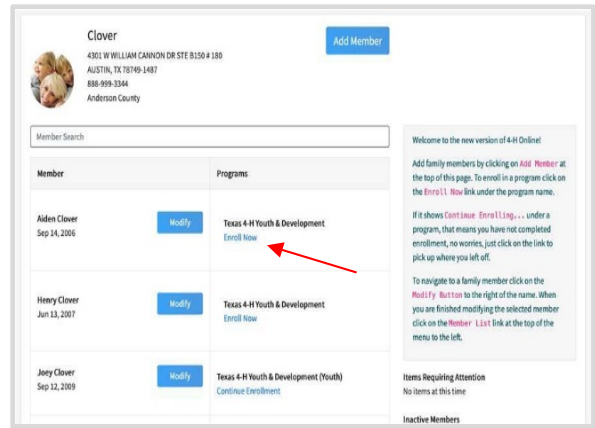 Clover
4301 W WILLIAM CANNON DR STE B150 # 180
AUSTIN, TX 78749-1487
888-999-3344
Anderson County
Add Member
Member Search
Member
Programs
Aiden Clover
Sep 14, 2006
Modify
Texas 4-H Youth & Development
Enroll Now
Henry Clover
Jun 13, 2007
Modify
Texas 4-H Youth & Development
Enroll Now
Joey Clover
Sep 12, 2009
Modify
Texas 4-H Youth & Development (Youth)
Continue Enrollment
Welcome to the new version of 4-H Online!
Add family members by clicking on Add Member at
the top of this page. To enroll in a program click on
the Enroll Now link under the program name.
If it shows Continue Enrolling... under a
program, that means you have not completed
enrollment, no worries, just click on the link to
pick up where you left off.
To navigate to a family member click on the
Modify Button to the right of the name. When
you are finished modifying the selected member
click on the Member List link at the top of the
menu to the left.
Items Requiring Attention
No items at this time
Inactive Members